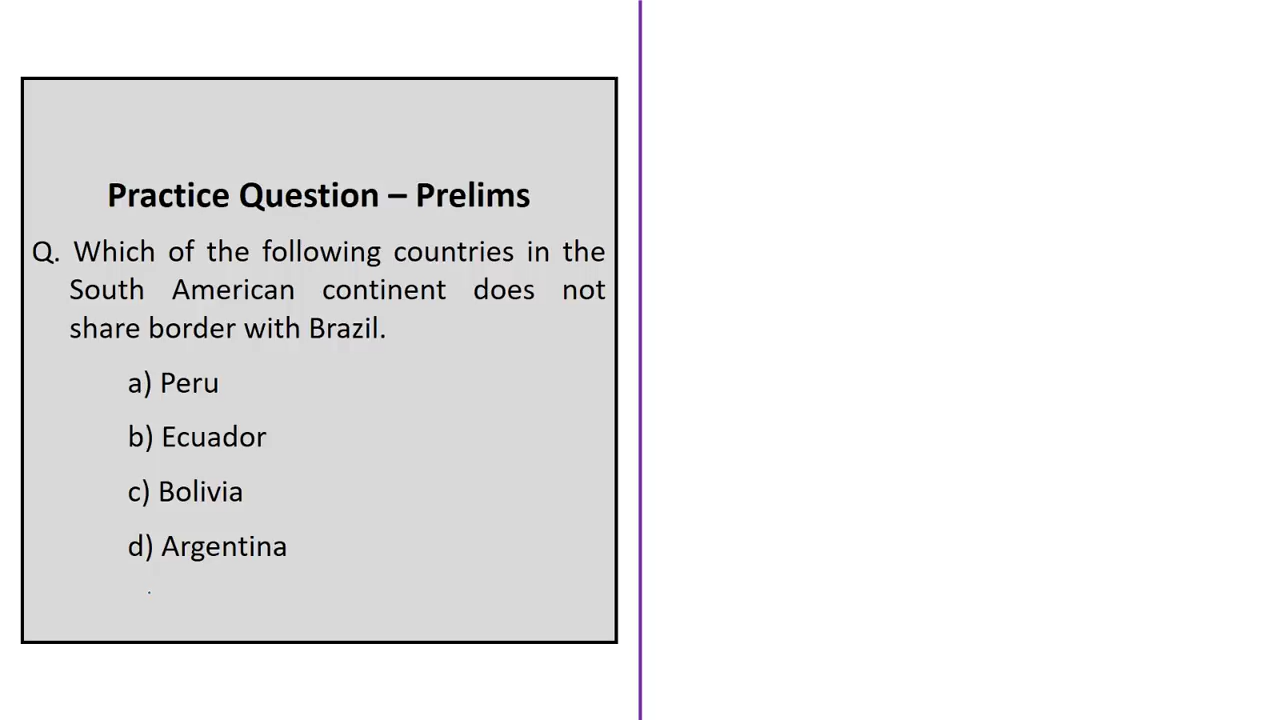 Practice Question – Prelims
Q. Which of the following countries in the
South American continent does not
share border with Brazil.
a) Peru
b) Ecuador
c) Bolivia
d) Argentina